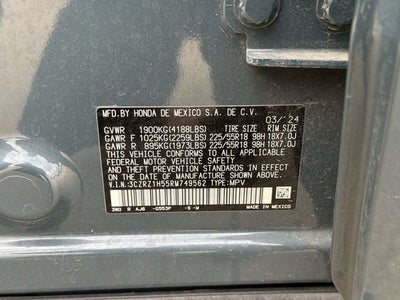 MFD.BY HONDA DE MEXICO S.A. DE C.V.
03/'24
GVWR 1900KG(4188LBS) TIRE SIZE RIM SIZE
GAWR F 1025KG(2259LBS) 225/55R18 98H 18X7.0J
GAWR R 895KG(1973LBS) 225/55R18 98H 18X7.0J
THIS VEHICLE CONFORMS TO ALL APPLICABLE
FEDERAL MOTOR VEHICLE SAFETY, BUMPER, AND
THEFT PREVENTION STANDARDS IN EFFECT ON THE
DATE OF MANUFACTURE SHOWN ABOVE.
V.I.N.:3CZRZ1H55RM749562 TYPE:MPV
MADE IN MEXICO